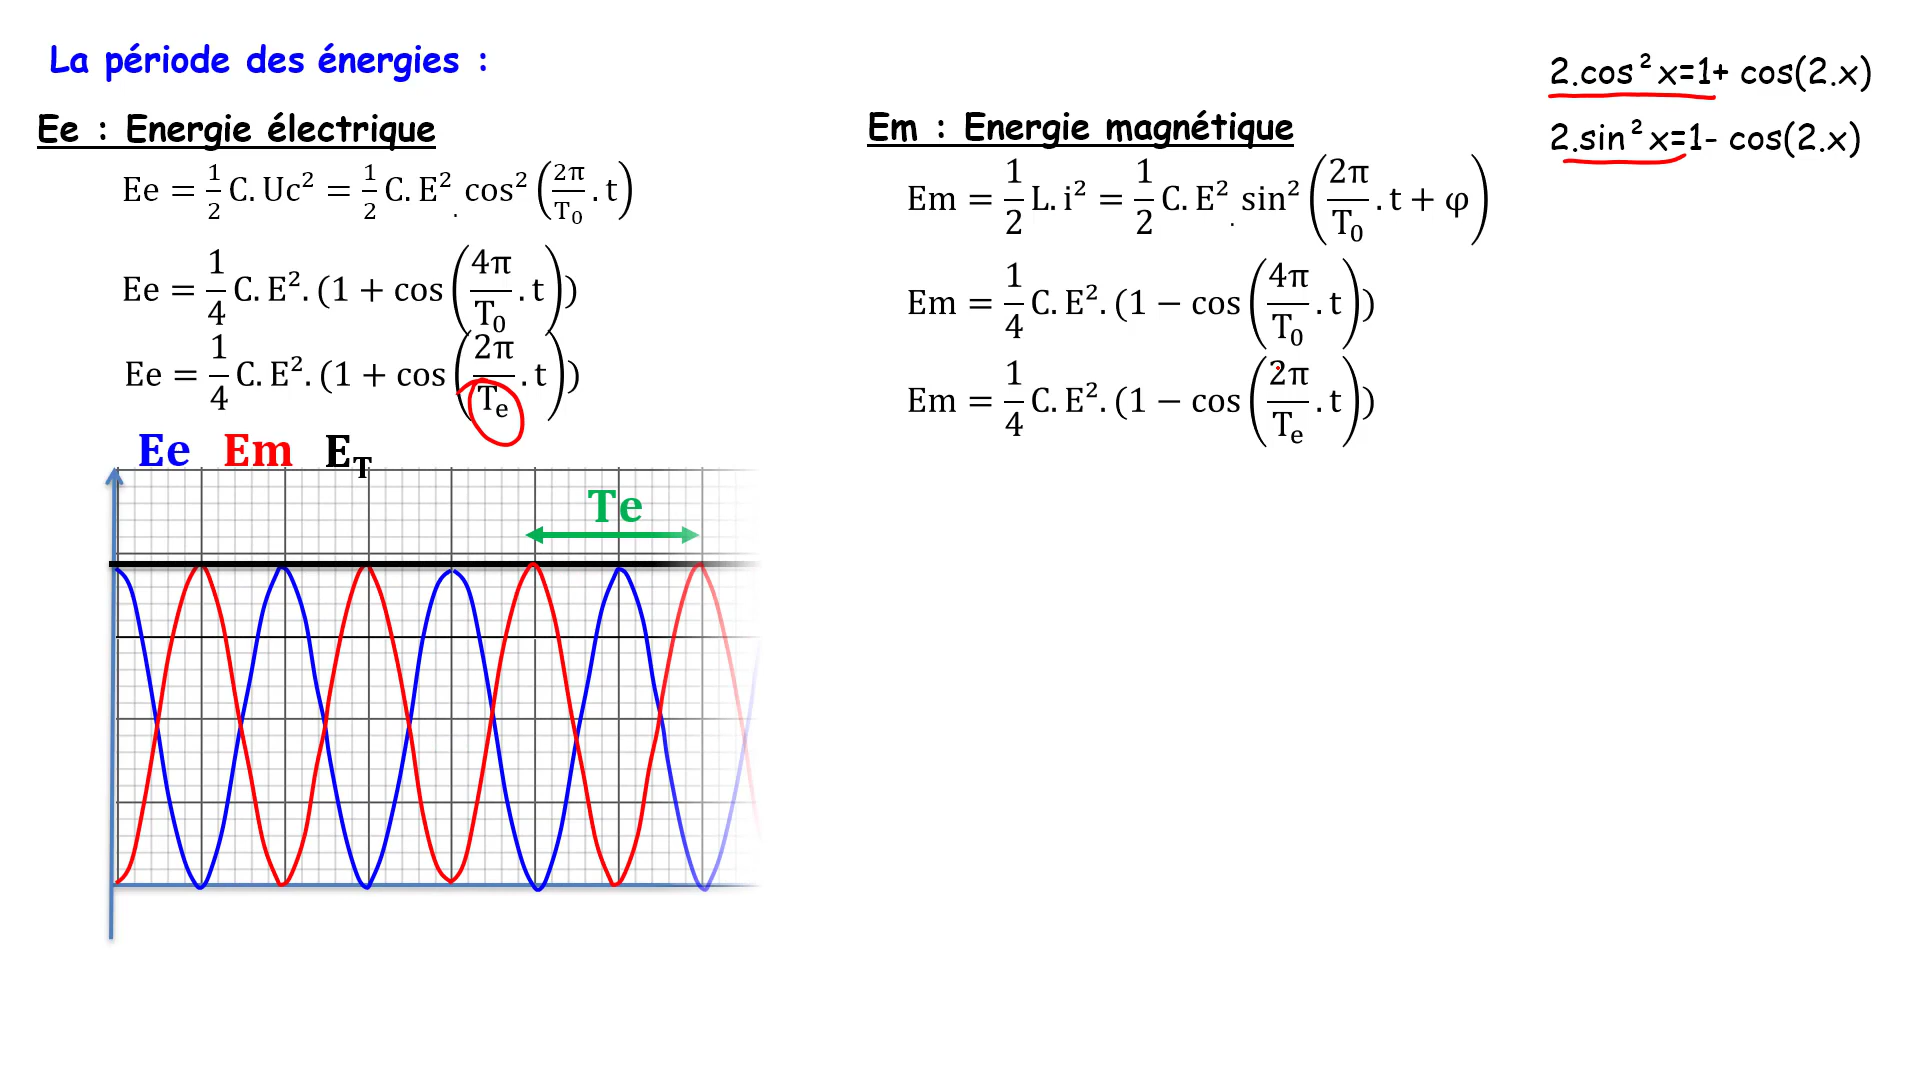 La période des énergies :
Ee : Energie électrique
Ee = 1/2 C. Uc² = 1/2 C. E². cos² (2π/T₀ . t)
Ee = 1/4 C. E². (1 + cos (4π/T₀ . t))
Ee = 1/4 C. E². (1 + cos (2π/Tₑ . t))
Ee Em E_T
Te
Em : Energie magnétique
Em = 1/2 L. i² = 1/2 C. E². sin² (2π/T₀ . t + φ)
Em = 1/4 C. E². (1 − cos (4π/T₀ . t))
Em = 1/4 C. E². (1 − cos (2π/Tₑ . t))
2.cos²x=1+ cos(2.x)
2.sin²x=1- cos(2.x)